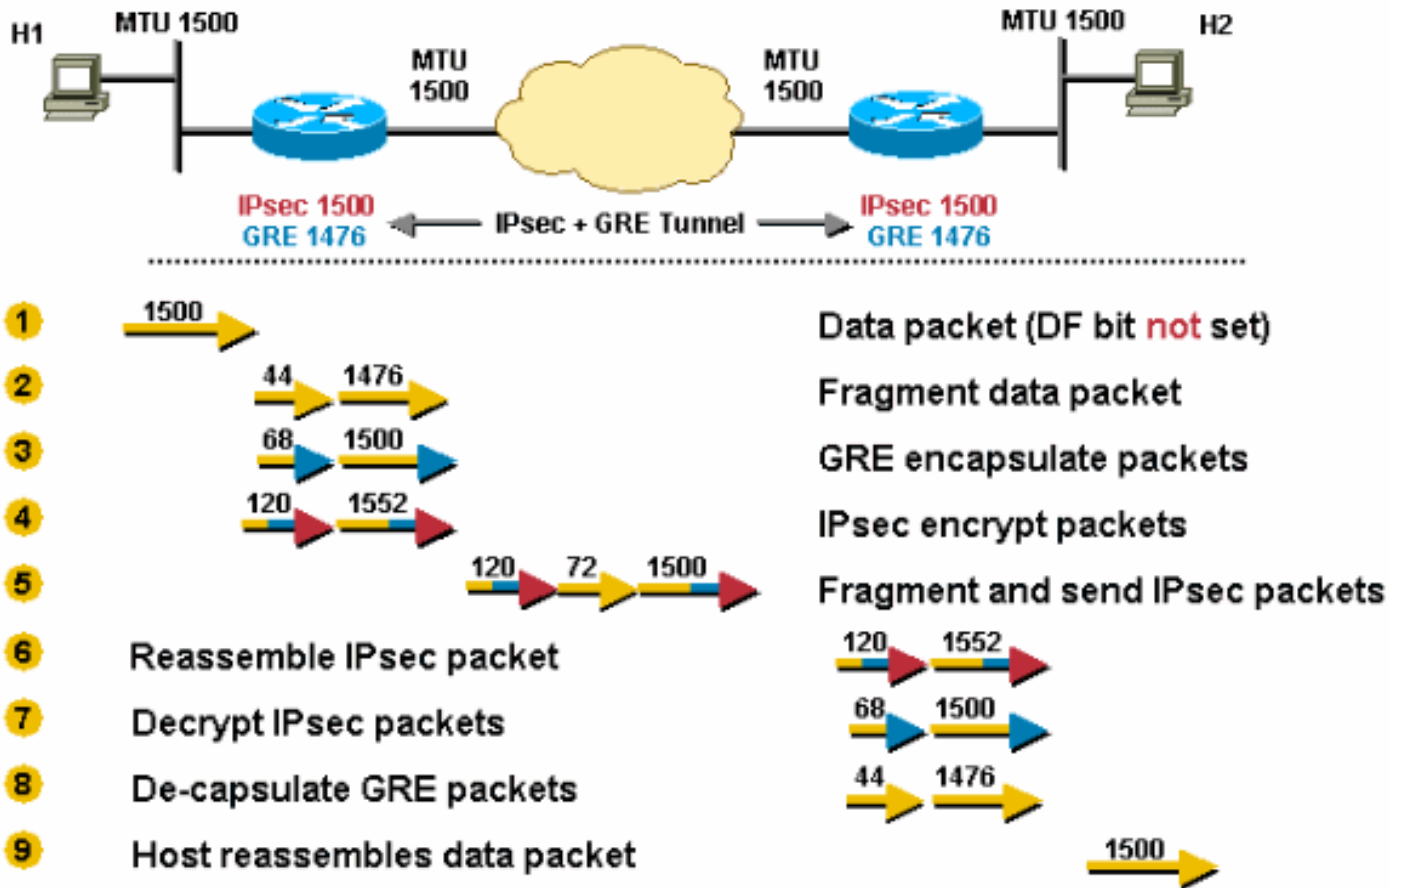 H1
MTU 1500
MTU
1500
MTU
1500
MTU 1500
H2
IPsec 1500
GRE 1476
IPsec + GRE Tunnel
IPsec 1500
GRE 1476
1
1500
Data packet (DF bit not set)
2
44 1476
Fragment data packet
3
68 1500
GRE encapsulate packets
4
120 1552
IPsec encrypt packets
5
120 72 1500
Fragment and send IPsec packets
6
Reassemble IPsec packet
120 1552
7
Decrypt IPsec packets
68 1500
8
De-capsulate GRE packets
44 1476
9
Host reassembles data packet
1500